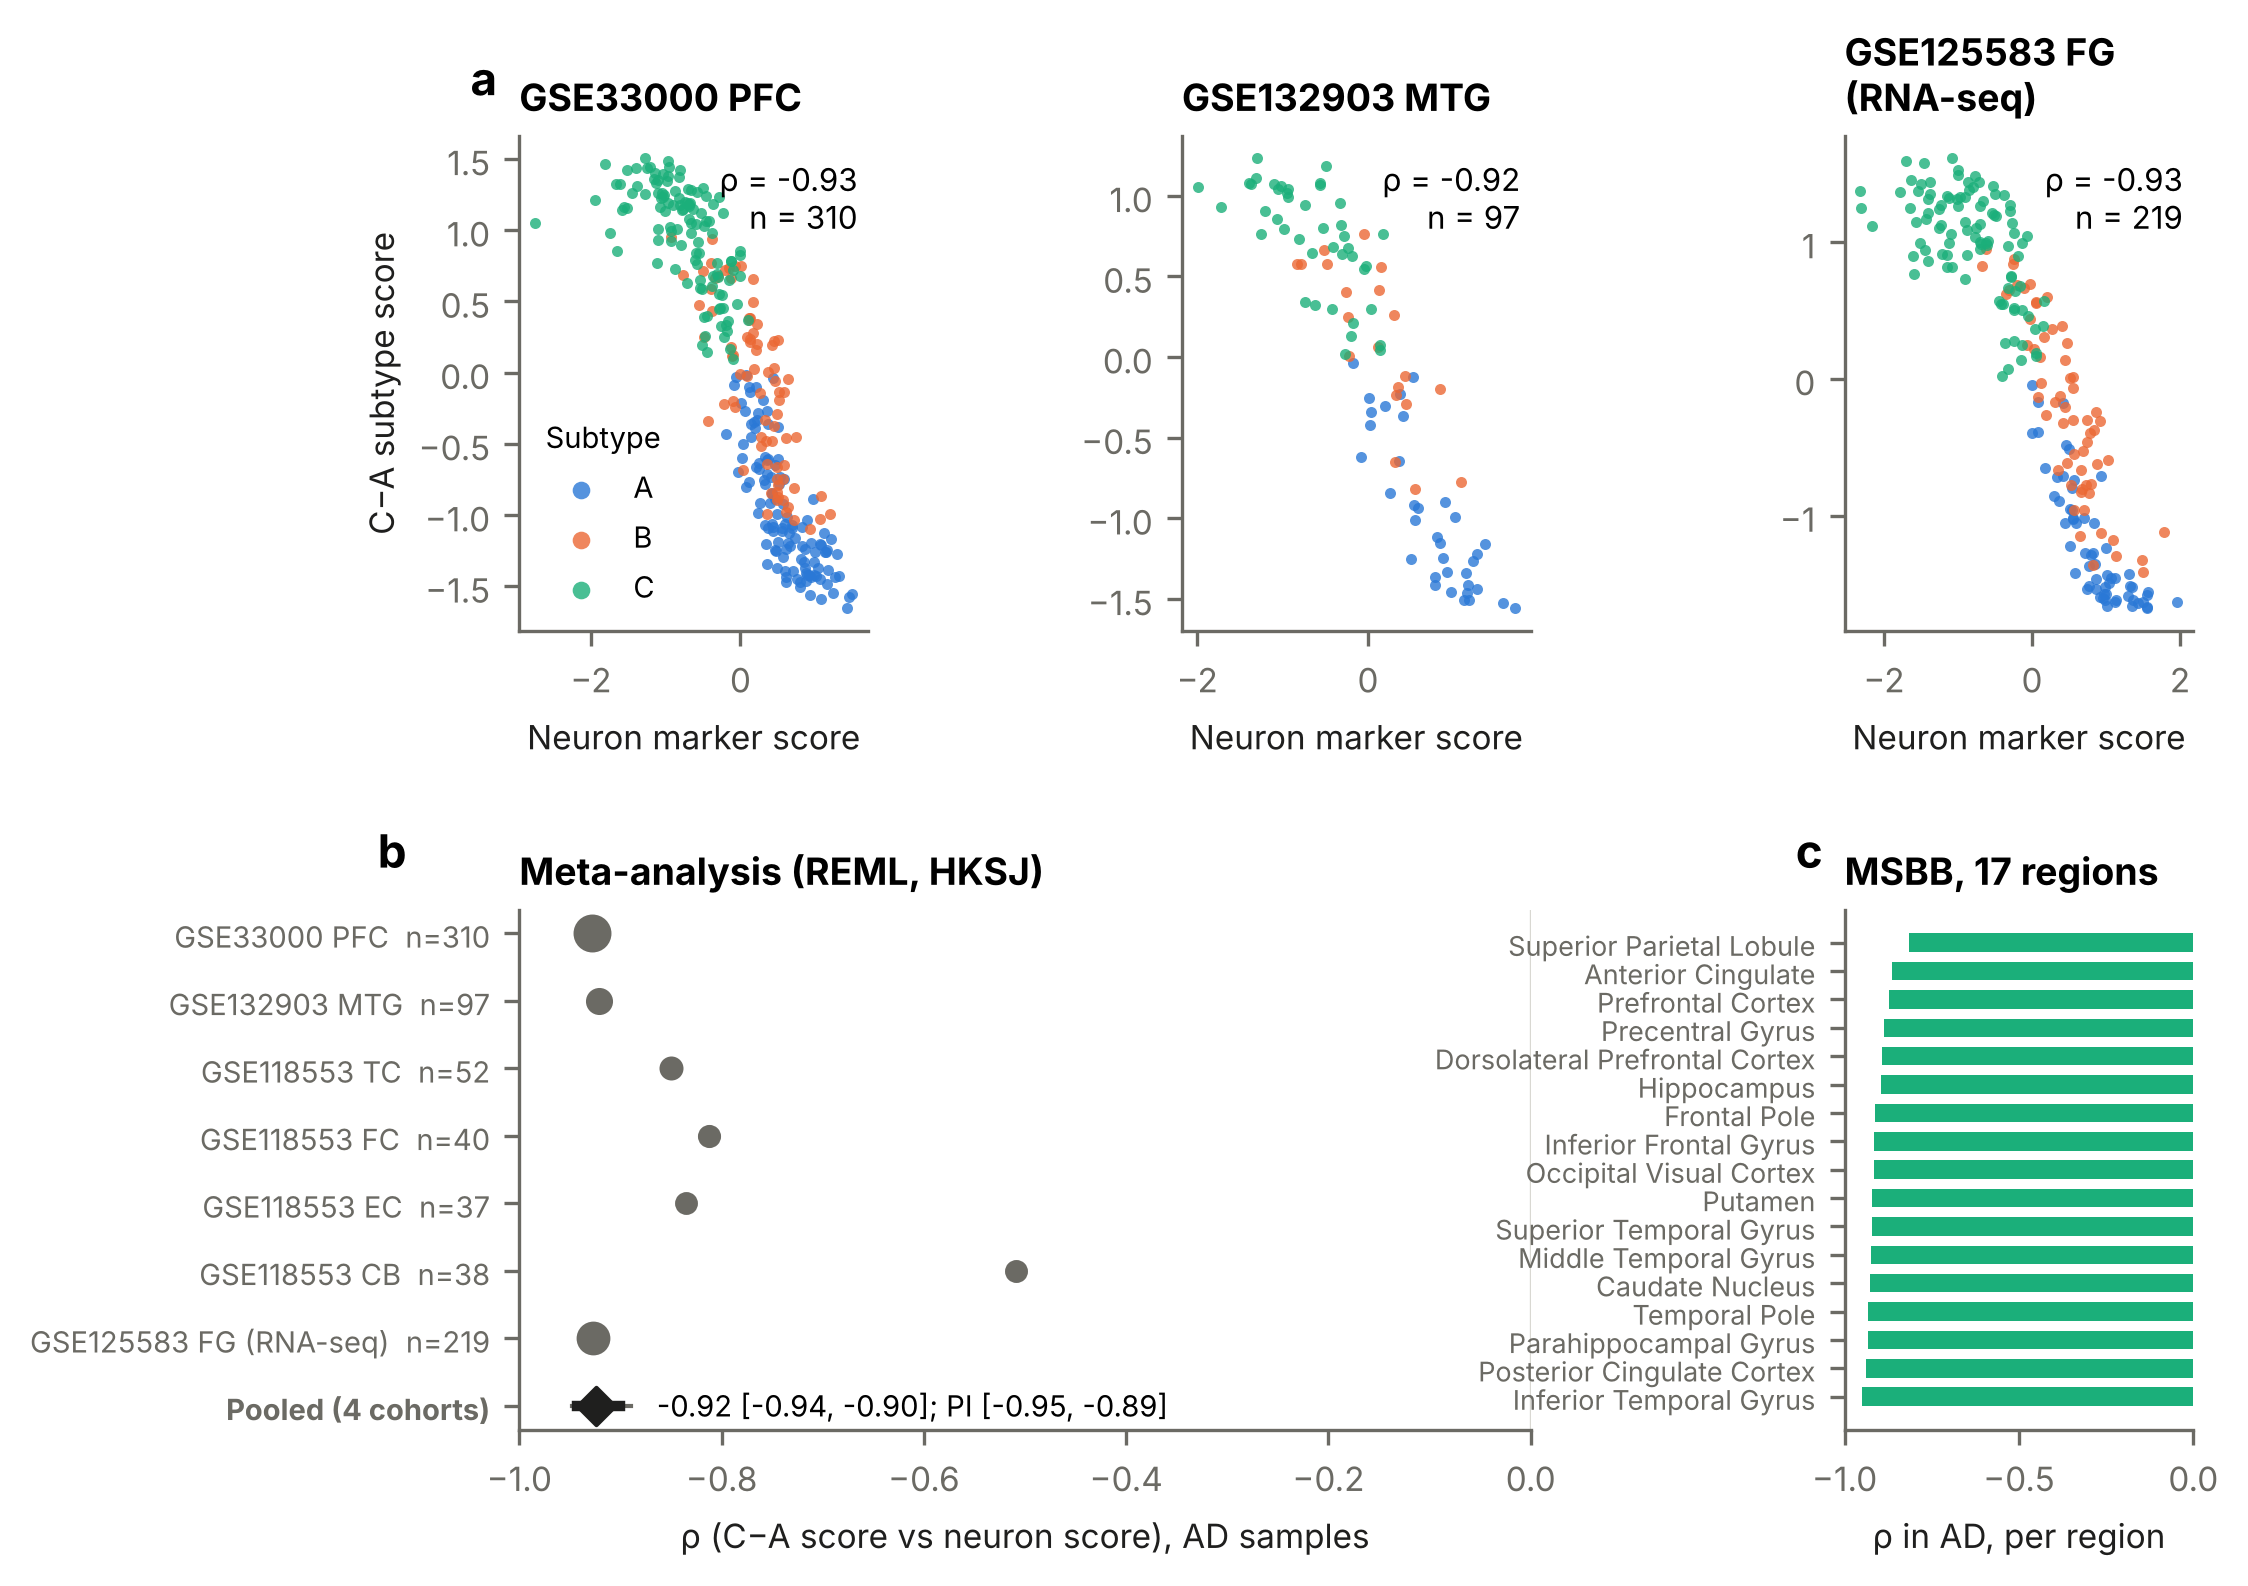 a
GSE33000 PFC
GSE132903 MTG
GSE125583 FG
(RNA-seq)
C−A subtype score
1.5
1.0
0.5
0.0
−0.5
−1.0
−1.5
ρ = -0.93
n = 310
Subtype
A
B
C
−2
0
Neuron marker score
1.0
0.5
0.0
−0.5
−1.0
−1.5
ρ = -0.92
n = 97
−2
0
Neuron marker score
1
0
−1
ρ = -0.93
n = 219
−2
0
2
Neuron marker score
b
Meta-analysis (REML, HKSJ)
GSE33000 PFC n=310
GSE132903 MTG n=97
GSE118553 TC n=52
GSE118553 FC n=40
GSE118553 EC n=37
GSE118553 CB n=38
GSE125583 FG (RNA-seq) n=219
Pooled (4 cohorts)
-0.92 [-0.94, -0.90]; PI [-0.95, -0.89]
−1.0
−0.8
−0.6
−0.4
−0.2
0.0
ρ (C−A score vs neuron score), AD samples
c
MSBB, 17 regions
Superior Parietal Lobule
Anterior Cingulate
Prefrontal Cortex
Precentral Gyrus
Dorsolateral Prefrontal Cortex
Hippocampus
Frontal Pole
Inferior Frontal Gyrus
Occipital Visual Cortex
Putamen
Superior Temporal Gyrus
Middle Temporal Gyrus
Caudate Nucleus
Temporal Pole
Parahippocampal Gyrus
Posterior Cingulate Cortex
Inferior Temporal Gyrus
−1.0
−0.5
0.0
ρ in AD, per region